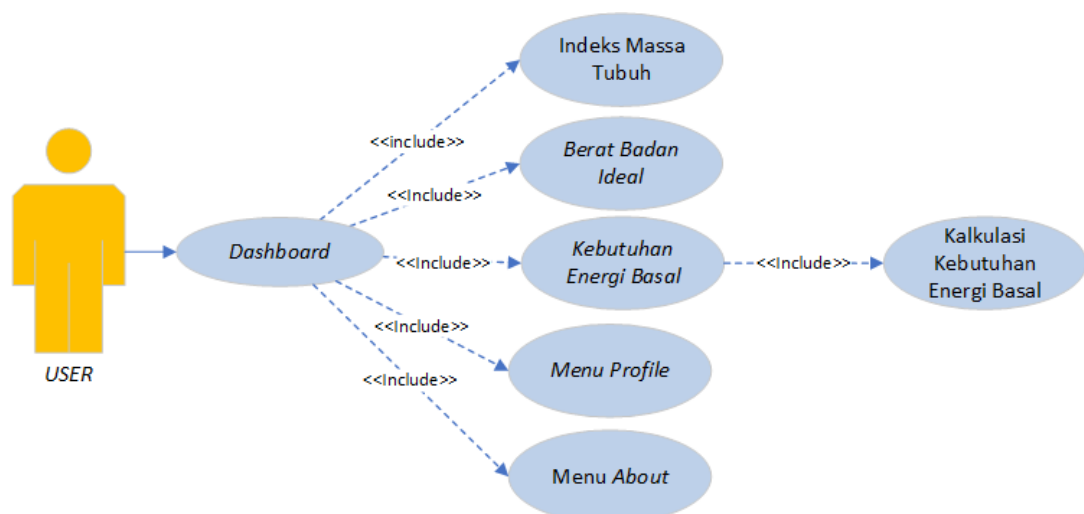 Indeks Massa
Tubuh
<<include>>
Berat Badan
Ideal
<<Include>>
USER
Dashboard
<<Include>>
Kebutuhan
Energi Basal
<<Include>>
Kalkulasi
Kebutuhan
Energi Basal
<<Include>>
Menu Profile
<<Include>>
Menu About